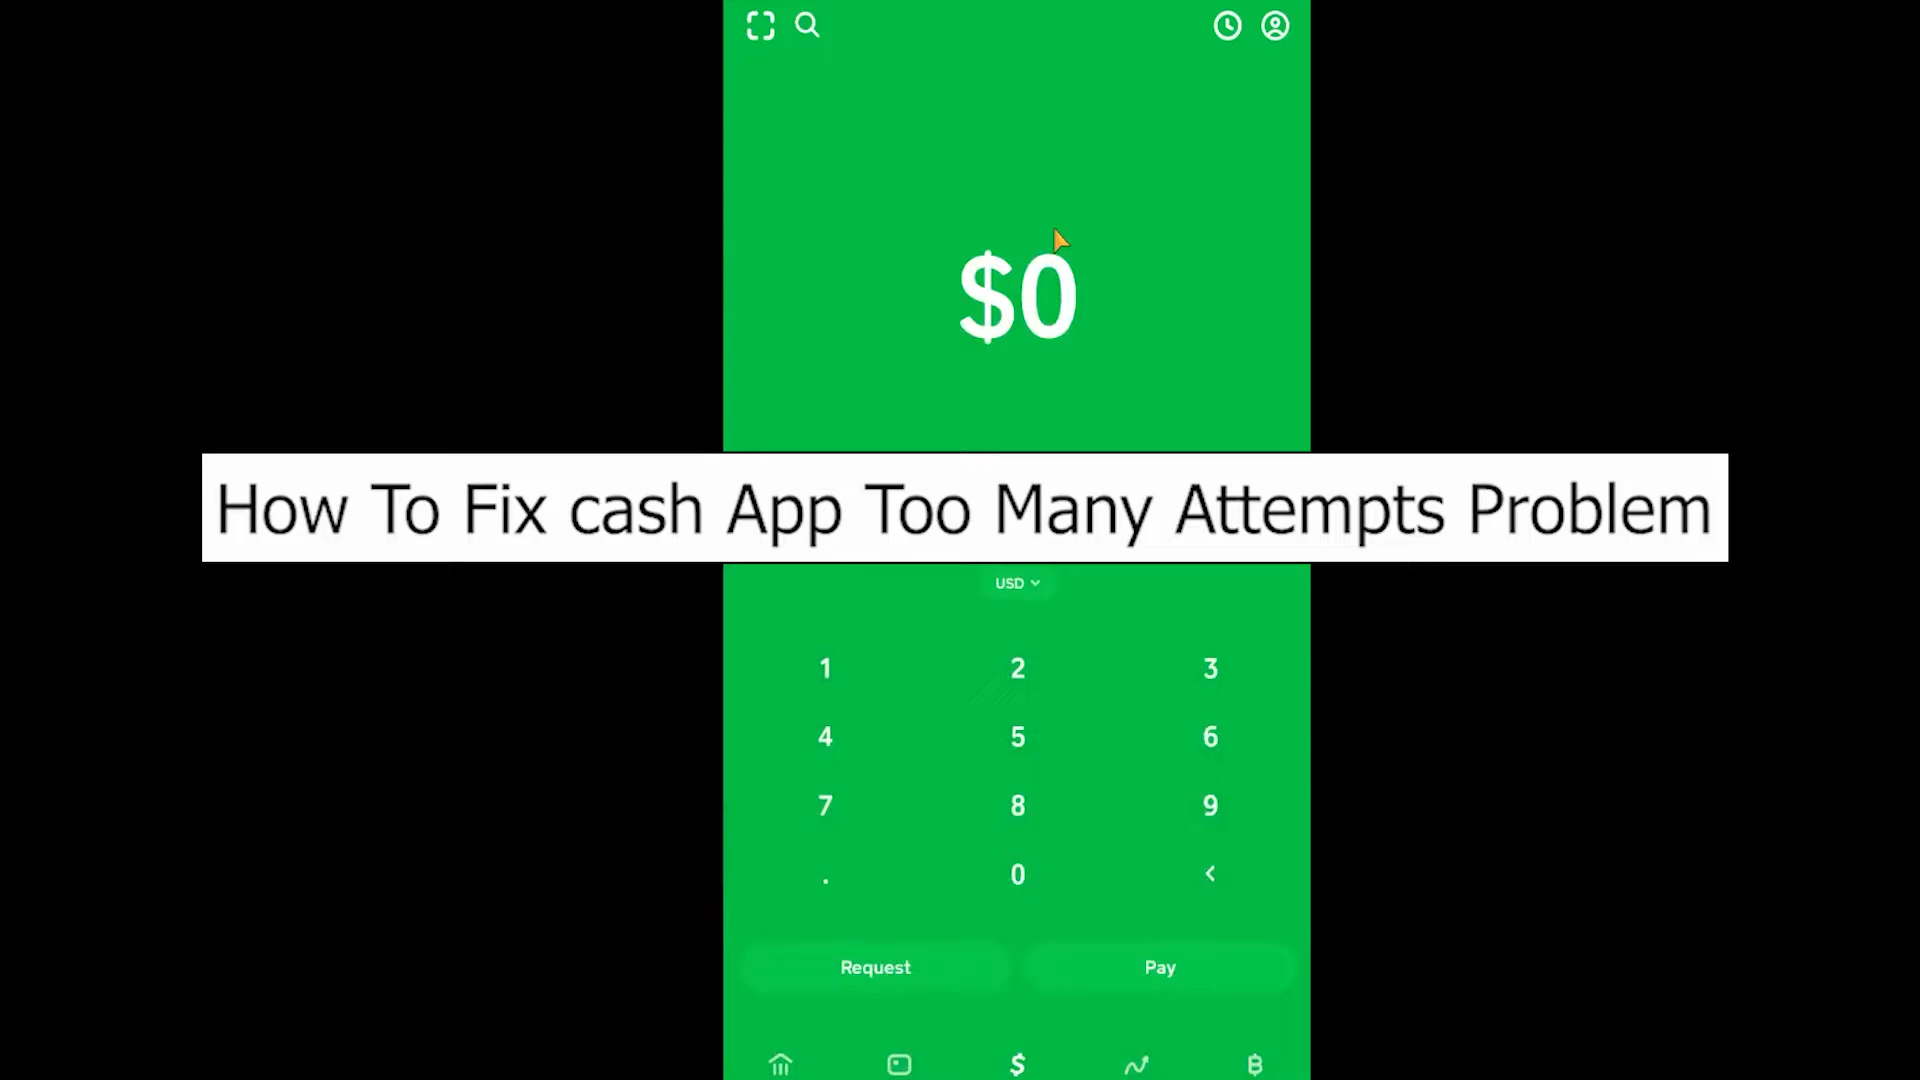 $0
How To Fix cash App Too Many Attempts Problem
USD
1 2 3
4 5 6
7 8 9
. 0 <
Request Pay
$